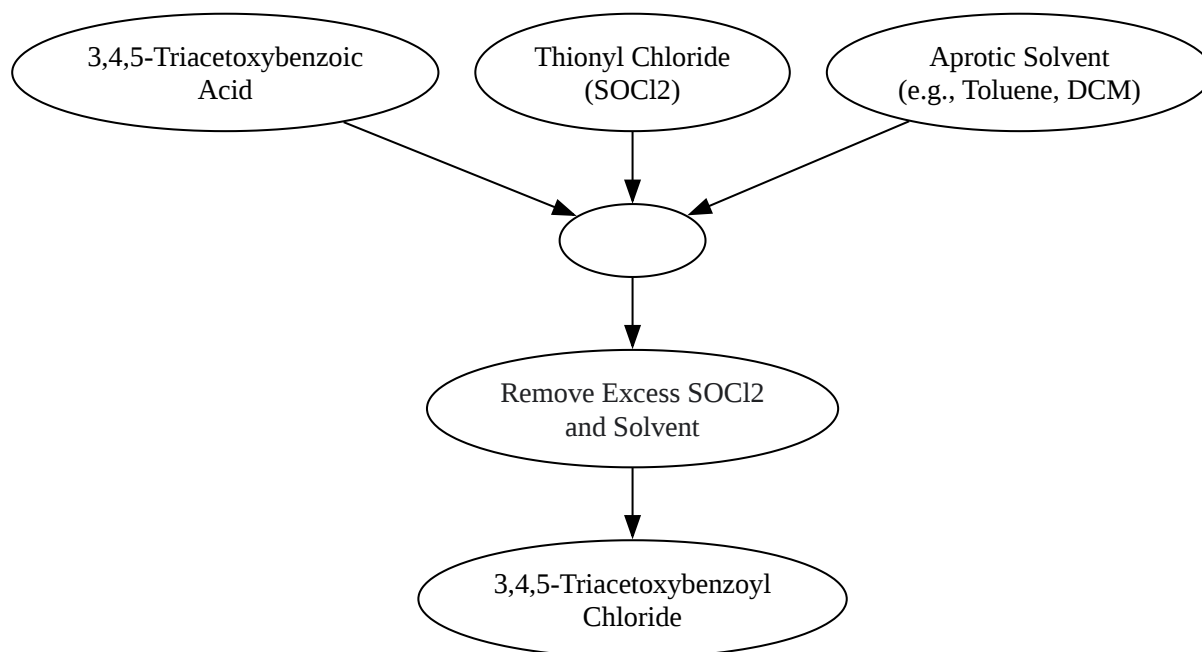 3,4,5-Triacetoxybenzoic
Acid
Thionyl Chloride
(SOCl2)
Aprotic Solvent
(e.g., Toluene, DCM)
Remove Excess SOCl2
and Solvent
3,4,5-Triacetoxybenzoyl
Chloride